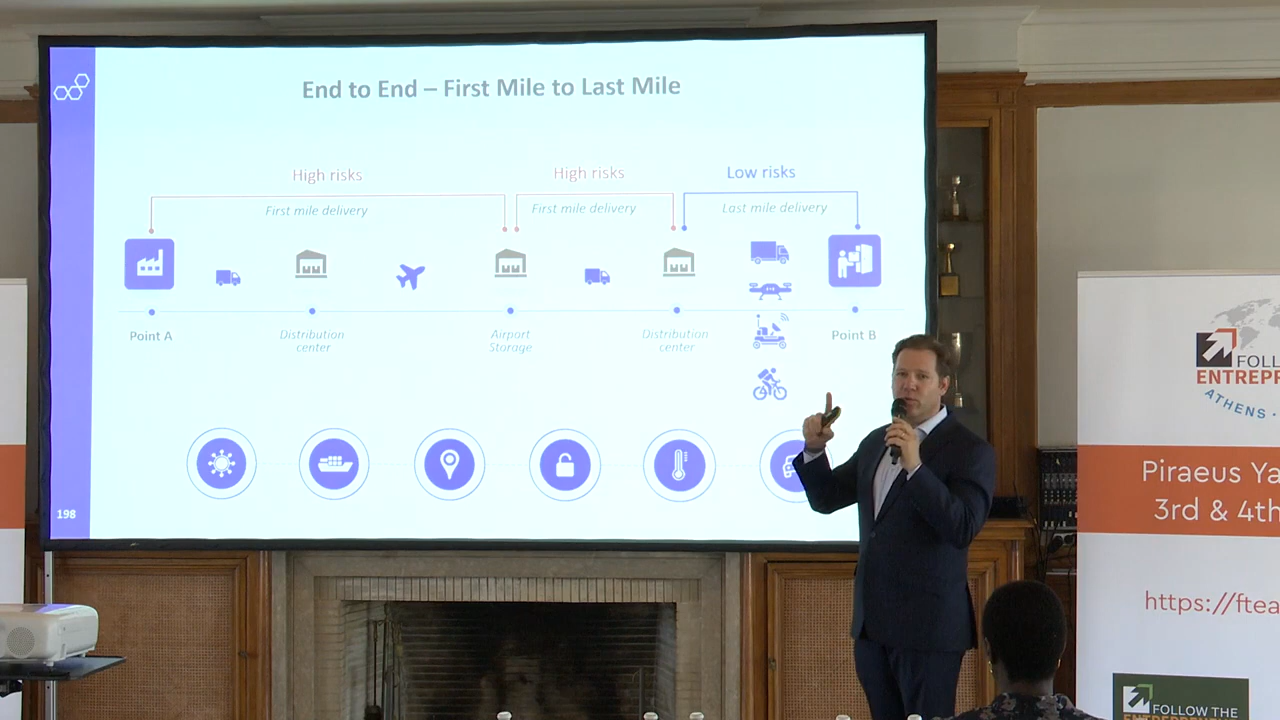 End to End – First Mile to Last Mile
High risks
High risks
Low risks
First mile delivery
First mile delivery
Last mile delivery
Point A
Distribution
center
Airport
Storage
Distribution
center
Point B
198
ATHENS
Piraeus
3rd & 4th
https://
FOLLOW THE